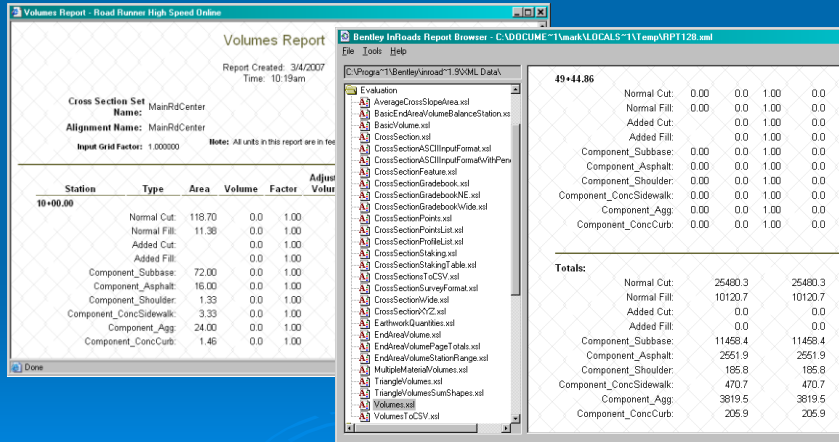 Volumes Report - Road Runner High Speed Online
Volumes Report
Report Created: 3/4/2007
Time: 10:19am
Cross Section Set Name: MainRdCenter
Alignment Name: MainRdCenter
Input Grid Factor: 1.000000
Note: All units in this report are in fee
Adjust
Station Type Area Volume Factor Volur
10+00.00
Normal Cut: 118.70 0.0 1.00
Normal Fill: 11.38 0.0 1.00
Added Cut: 0.0 1.00
Added Fill: 0.0 1.00
Component_Subbase: 72.00 0.0 1.00
Component_Asphalt: 16.00 0.0 1.00
Component_Shoulder: 1.33 0.0 1.00
Component_ConcSidewalk: 3.33 0.0 1.00
Component_Agg: 24.00 0.0 1.00
Component_ConcCurb: 1.46 0.0 1.00
Done
Bentley InRoads Report Browser - C:\DOCUME~1\mark\LOCALS~1\Temp\RPT128.xml
File Tools Help
C:\Progra~1\Bentley\inroad~1.9\XML Data\
Evaluation
AverageCrossSlopeArea.xsl
BasicEndAreaVolumeBalanceStation.xs
BasicVolume.xsl
CrossSection.xsl
CrossSectionASCIIInputFormat.xsl
CrossSectionASCIIInputFormatWithPen
CrossSectionFeature.xsl
CrossSectionGradebook.xsl
CrossSectionGradebookNE.xsl
CrossSectionGradebookWide.xsl
CrossSectionPoints.xsl
CrossSectionPointsList.xsl
CrossSectionProfileList.xsl
CrossSectionStaking.xsl
CrossSectionStakingTable.xsl
CrossSectionsToCSV.xsl
CrossSectionSurveyFormat.xsl
CrossSectionWide.xsl
CrossSectionXYZ.xsl
EarthworkQuantities.xsl
EndAreaVolume.xsl
EndAreaVolumePageTotals.xsl
EndAreaVolumeStationRange.xsl
MultipleMaterialVolumes.xsl
TriangleVolumes.xsl
TriangleVolumesSumShapes.xsl
Volumes.xsl
VolumesToCSV.xsl
49+44.86
Normal Cut: 0.00 0.0 1.00 0.0
Normal Fill: 0.00 0.0 1.00 0.0
Added Cut: 0.0 1.00 0.0
Added Fill: 0.0 1.00 0.0
Component_Subbase: 0.00 0.0 1.00 0.0
Component_Asphalt: 0.00 0.0 1.00 0.0
Component_Shoulder: 0.00 0.0 1.00 0.0
Component_ConcSidewalk: 0.00 0.0 1.00 0.0
Component_Agg: 0.00 0.0 1.00 0.0
Component_ConcCurb: 0.00 0.0 1.00 0.0
Totals:
Normal Cut: 25480.3 25480.3
Normal Fill: 10120.7 10120.7
Added Cut: 0.0 0.0
Added Fill: 0.0 0.0
Component_Subbase: 11458.4 11458.4
Component_Asphalt: 2551.9 2551.9
Component_Shoulder: 185.8 185.8
Component_ConcSidewalk: 470.7 470.7
Component_Agg: 3819.5 3819.5
Component_ConcCurb: 205.9 205.9